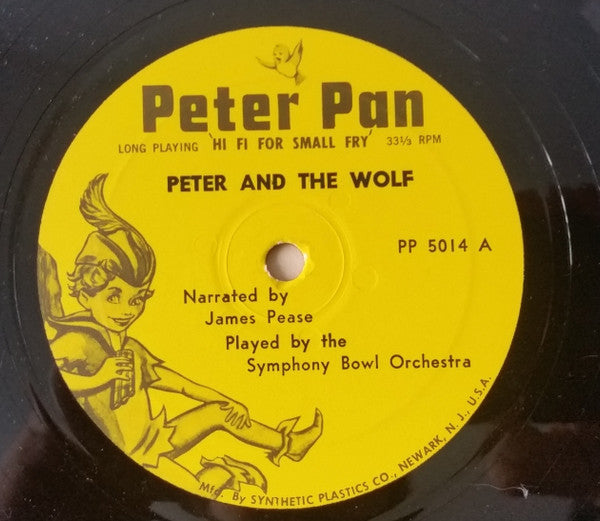 Peter Pan
LONG PLAYING 'HI FI FOR SMALL FRY' 33⅓ RPM
PETER AND THE WOLF
PP 5014 A
Narrated by
James Pease
Played by the
Symphony Bowl Orchestra
Mfg. By SYNTHETIC PLASTICS CO., NEWARK, N. J., U.S.A.